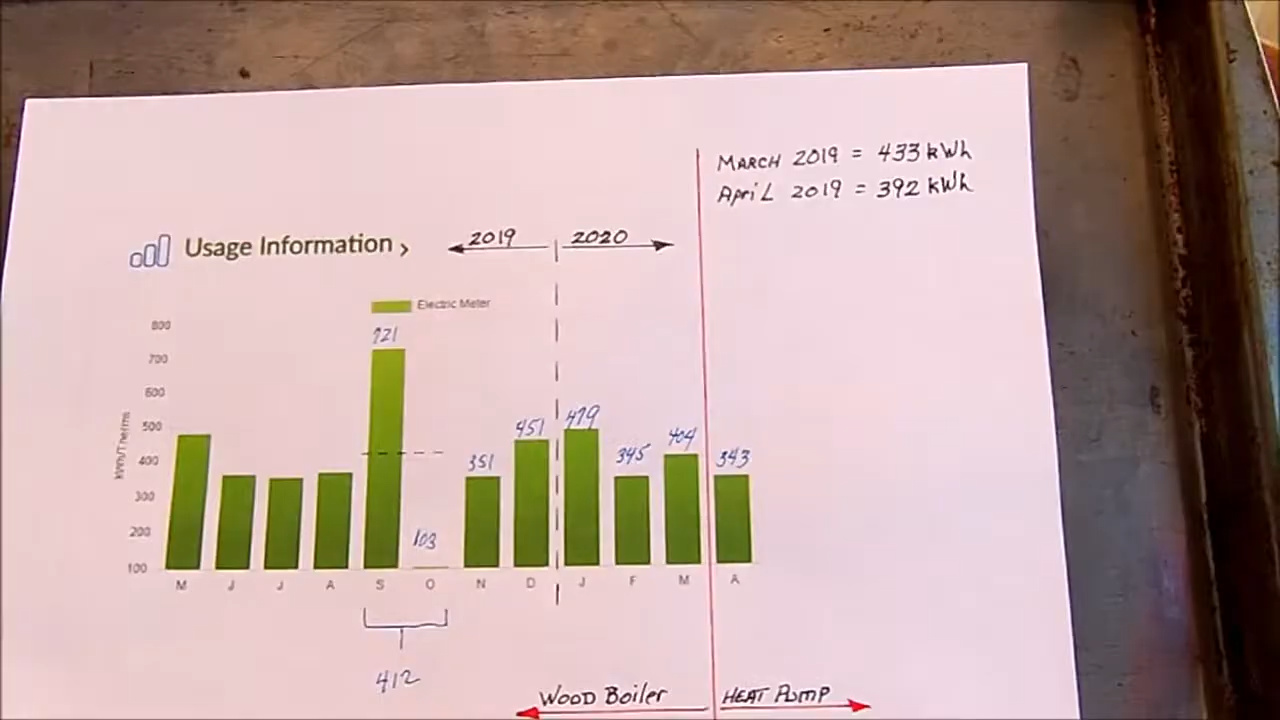 MARCH 2019 = 433 kWh
April 2019 = 392 kWh
2019 2020
Usage Information ›
Electric Meter
800
700
600
500
400
300
200
100
kWh/Therms
721
103
351
451
479
345
404
343
M J J A S O N D J F M A
412
WOOD Boiler HEAT PUMP